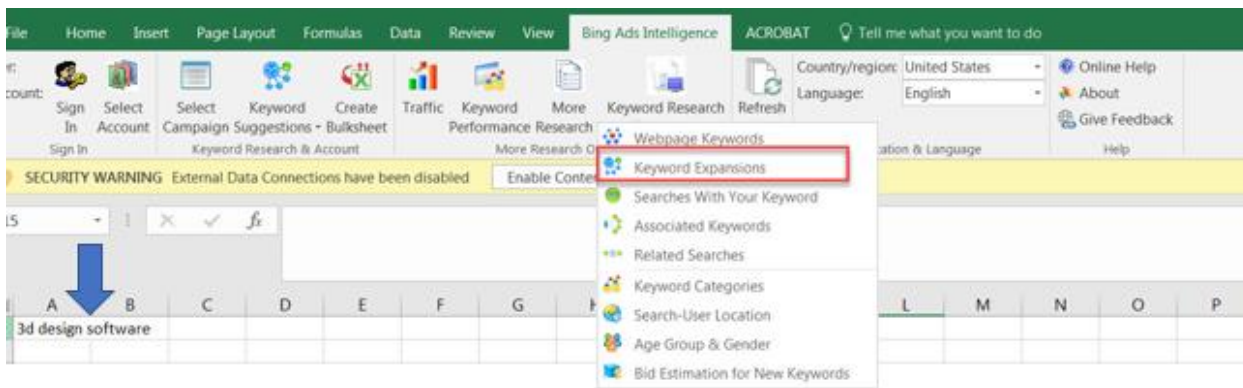 File Home Insert Page Layout Formulas Data Review View Bing Ads Intelligence ACROBAT Tell me what you want to do
Sign In
Select Account
Select Campaign
Keyword Suggestions
Create Bulksheet
Traffic
Keyword Performance
More Research
Keyword Research
Refresh
Country/region: United States
Language: English
Online Help
About
Give Feedback
Sign In
Keyword Research & Account
More Research
& Language
Help
SECURITY WARNING External Data Connections have been disabled
Enable
Webpage Keywords
Keyword Expansions
Searches With Your Keyword
Associated Keywords
Related Searches
Keyword Categories
Search-User Location
Age Group & Gender
Bid Estimation for New Keywords
fx
A B C D E F G L M N O P
3d design software